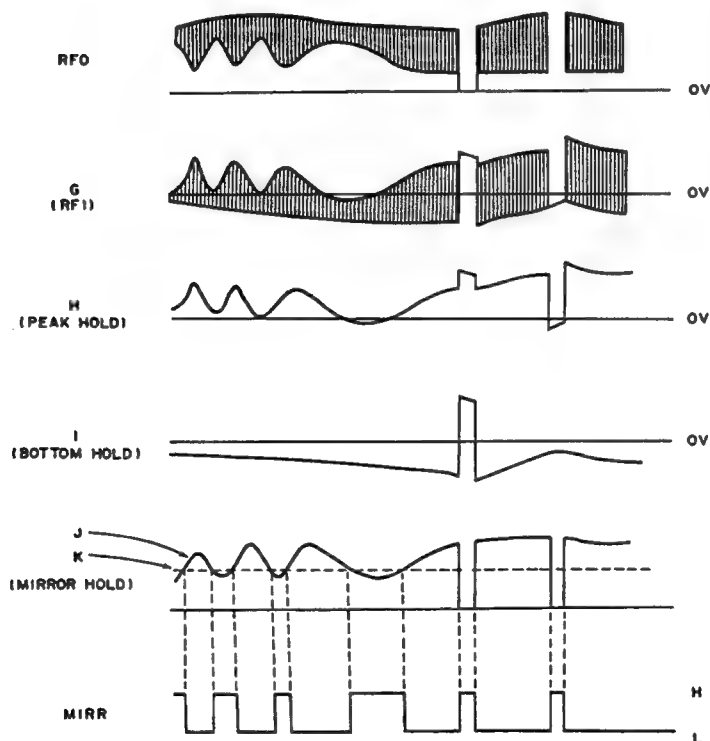 RFO
OV
G
(RF1)
OV
H
(PEAK HOLD)
OV
I
(BOTTOM HOLD)
OV
J
K
(MIRROR HOLD)
H
MIRR
L